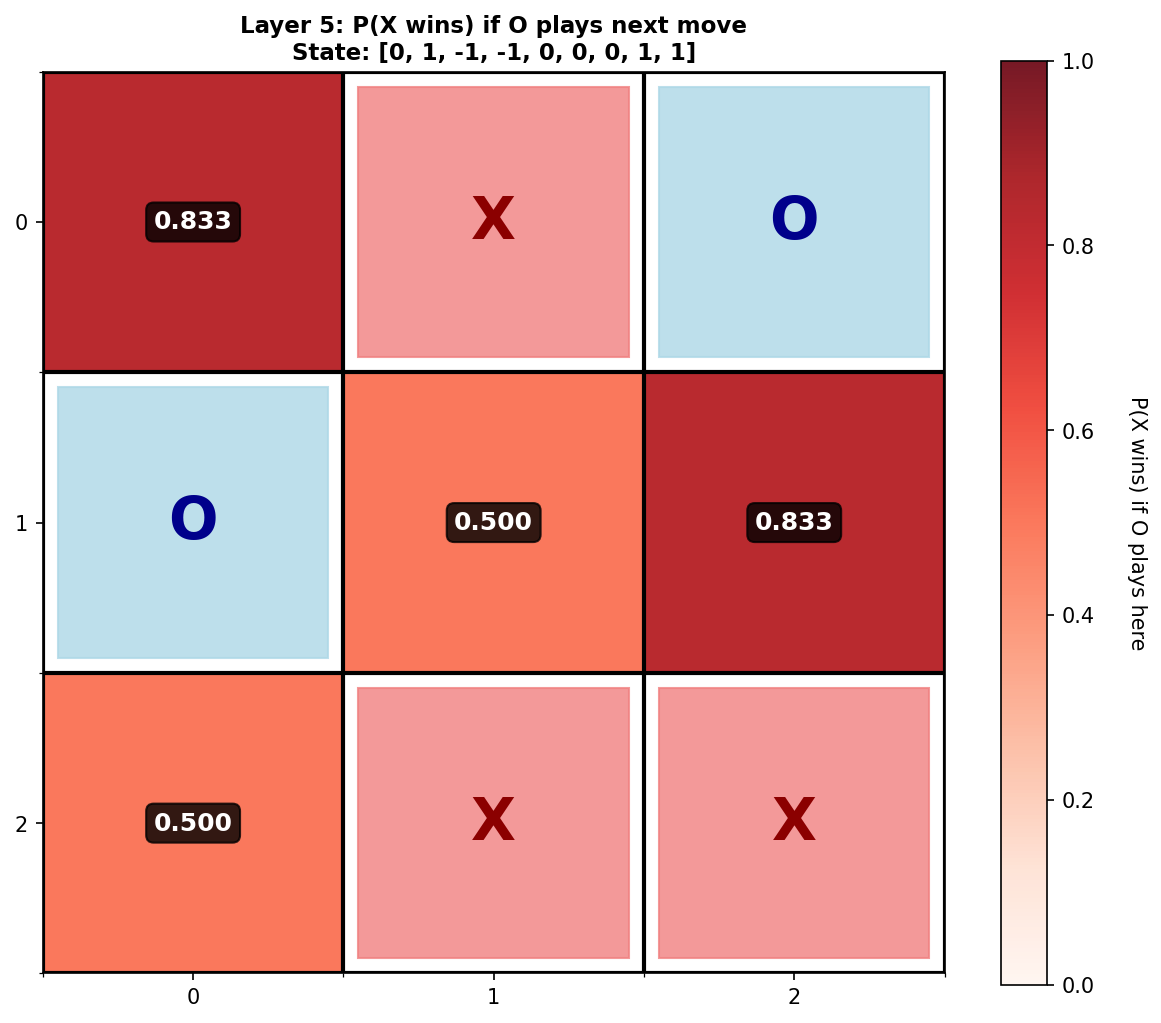 Layer 5: P(X wins) if O plays next move
State: [0, 1, -1, -1, 0, 0, 0, 1, 1]
0
0.833
X
O
1
O
0.500
0.833
2
0.500
X
X
0
1
2
1.0
0.8
0.6
0.4
0.2
0.0
P(X wins) if O plays here